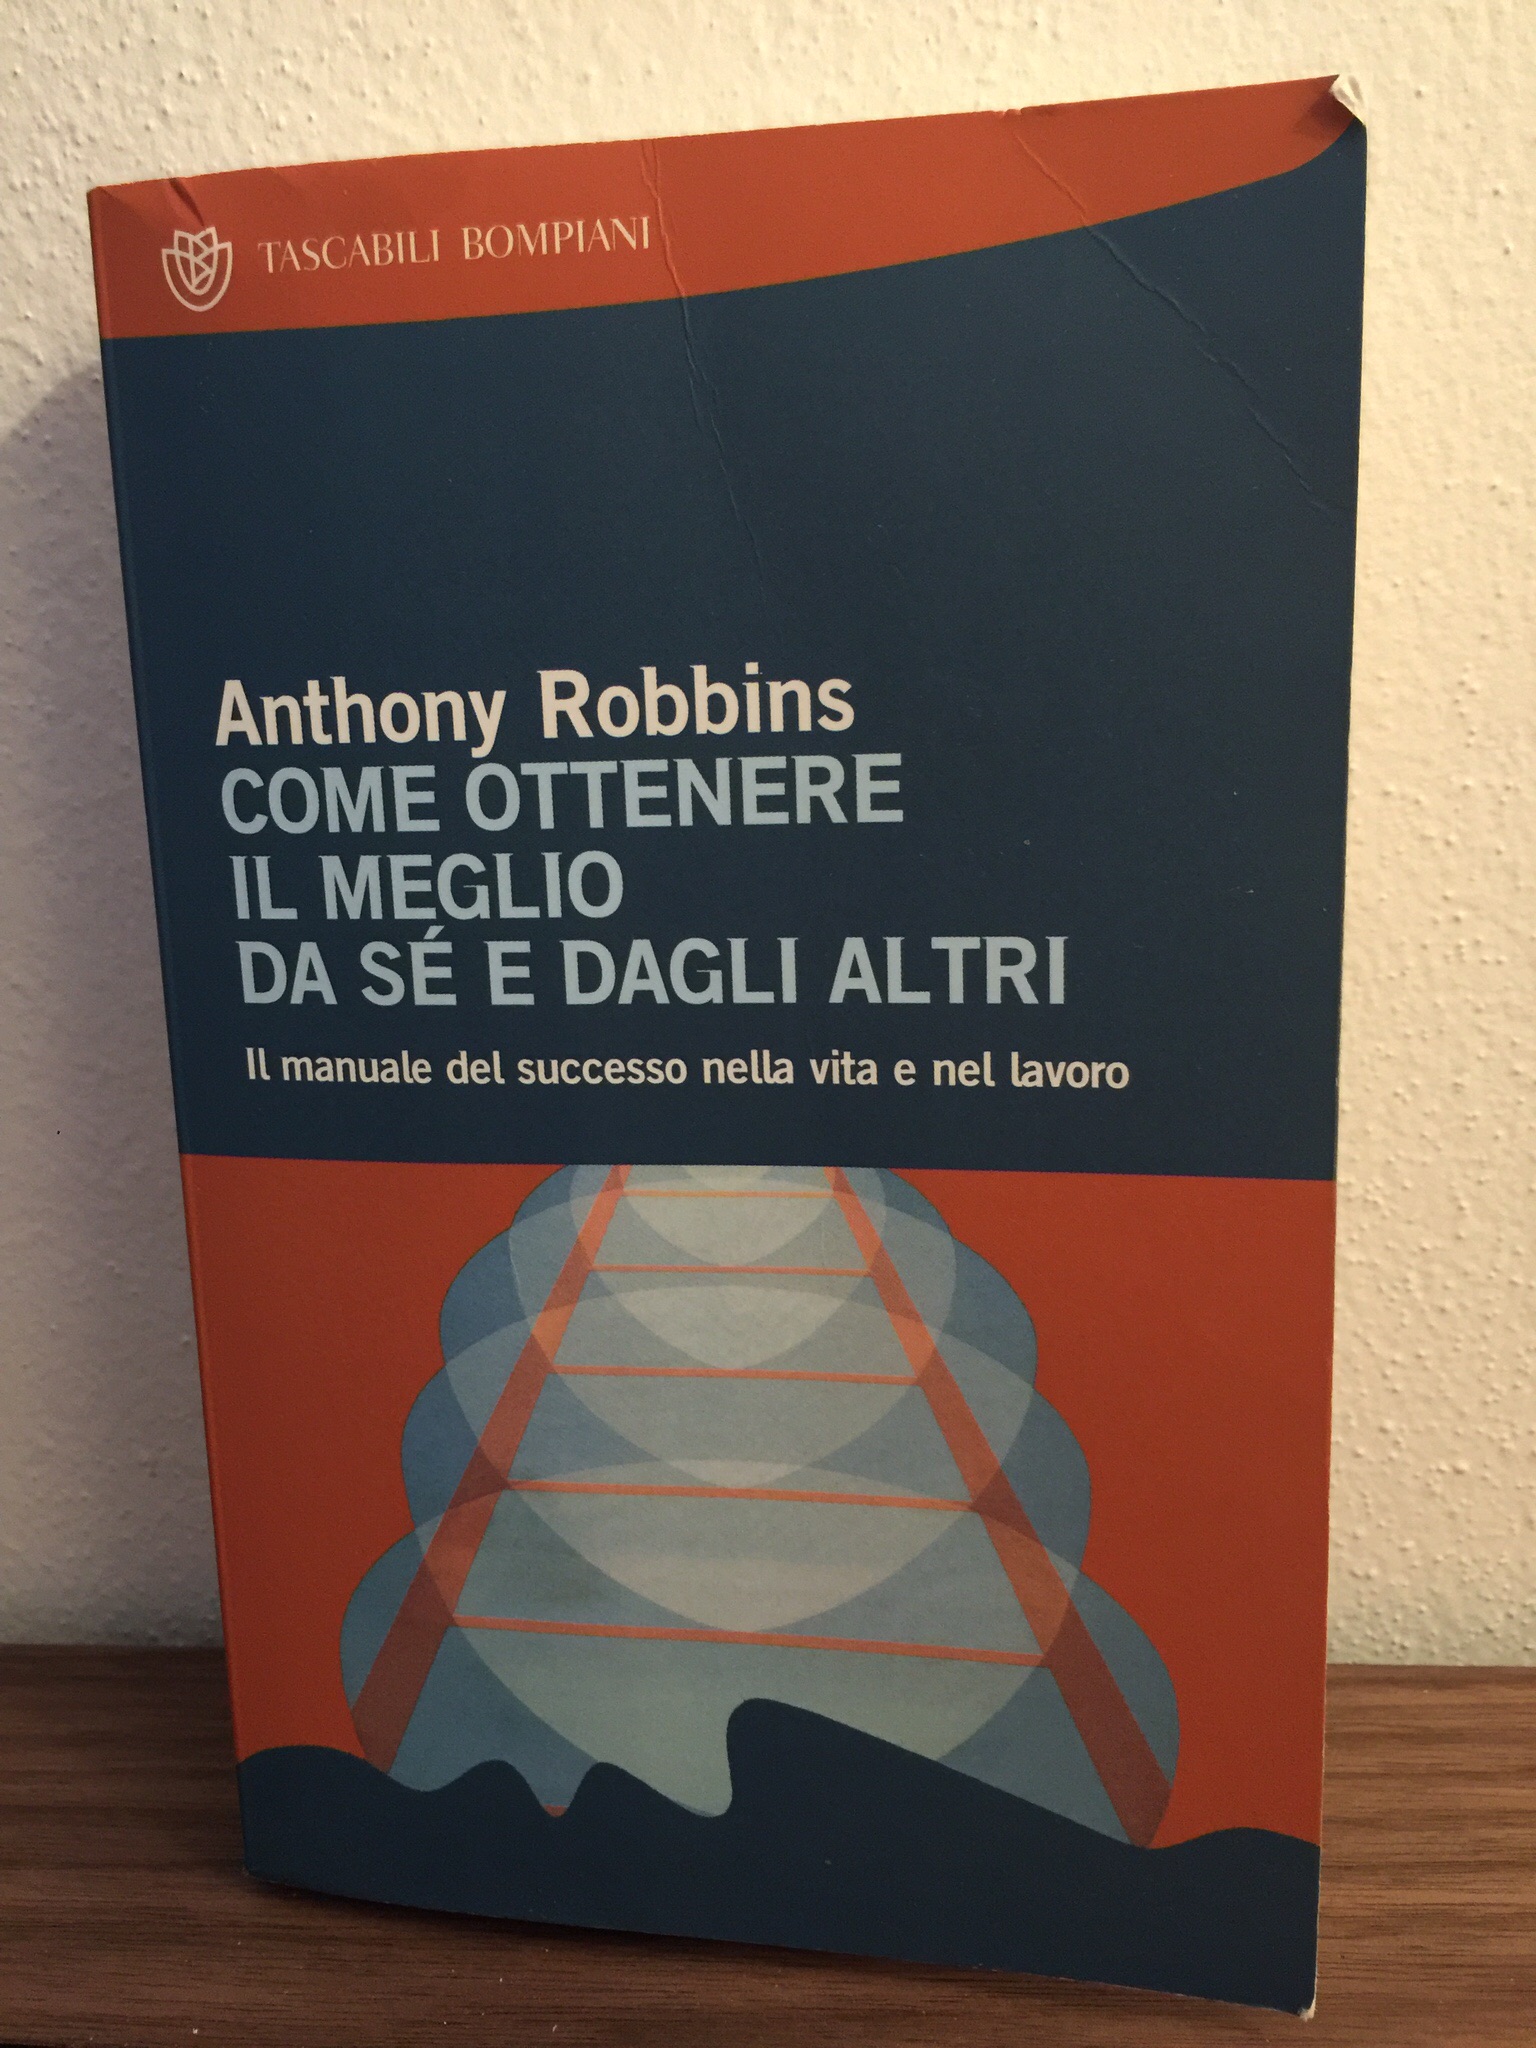 TASCABILI BOMPIANI
Anthony Robbins
COME OTTENERE
IL MEGLIO
DA SÉ E DAGLI ALTRI
Il manuale del successo nella vita e nel lavoro